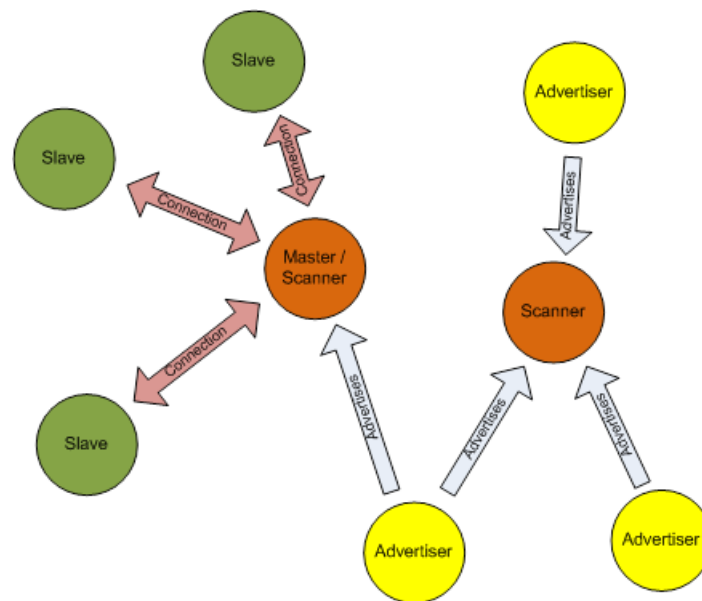 Slave
Advertiser
Connection
Slave
Connection
Advertises
Master /
Scanner
Scanner
Connection
Advertises
Advertises
Advertises
Slave
Advertiser
Advertiser